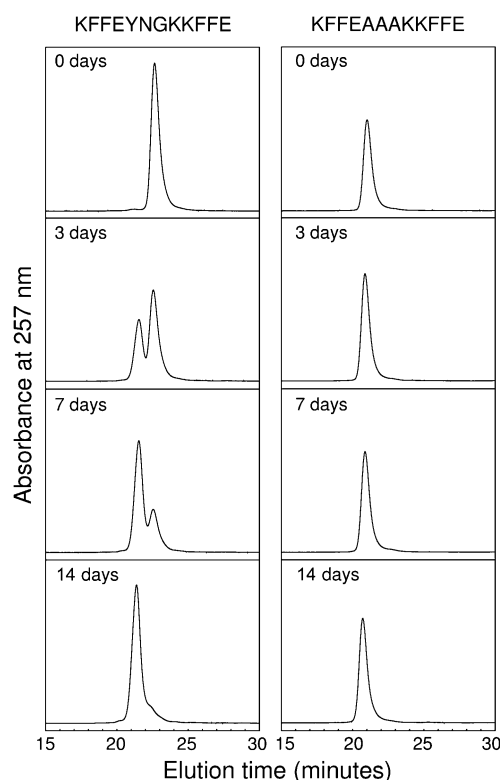 KFFEYNGKKFFE
KFFEAAAKKFFE
0 days
0 days
3 days
3 days
7 days
7 days
14 days
14 days
Absorbance at 257 nm
15 20 25 30
15 20 25 30
Elution time (minutes)